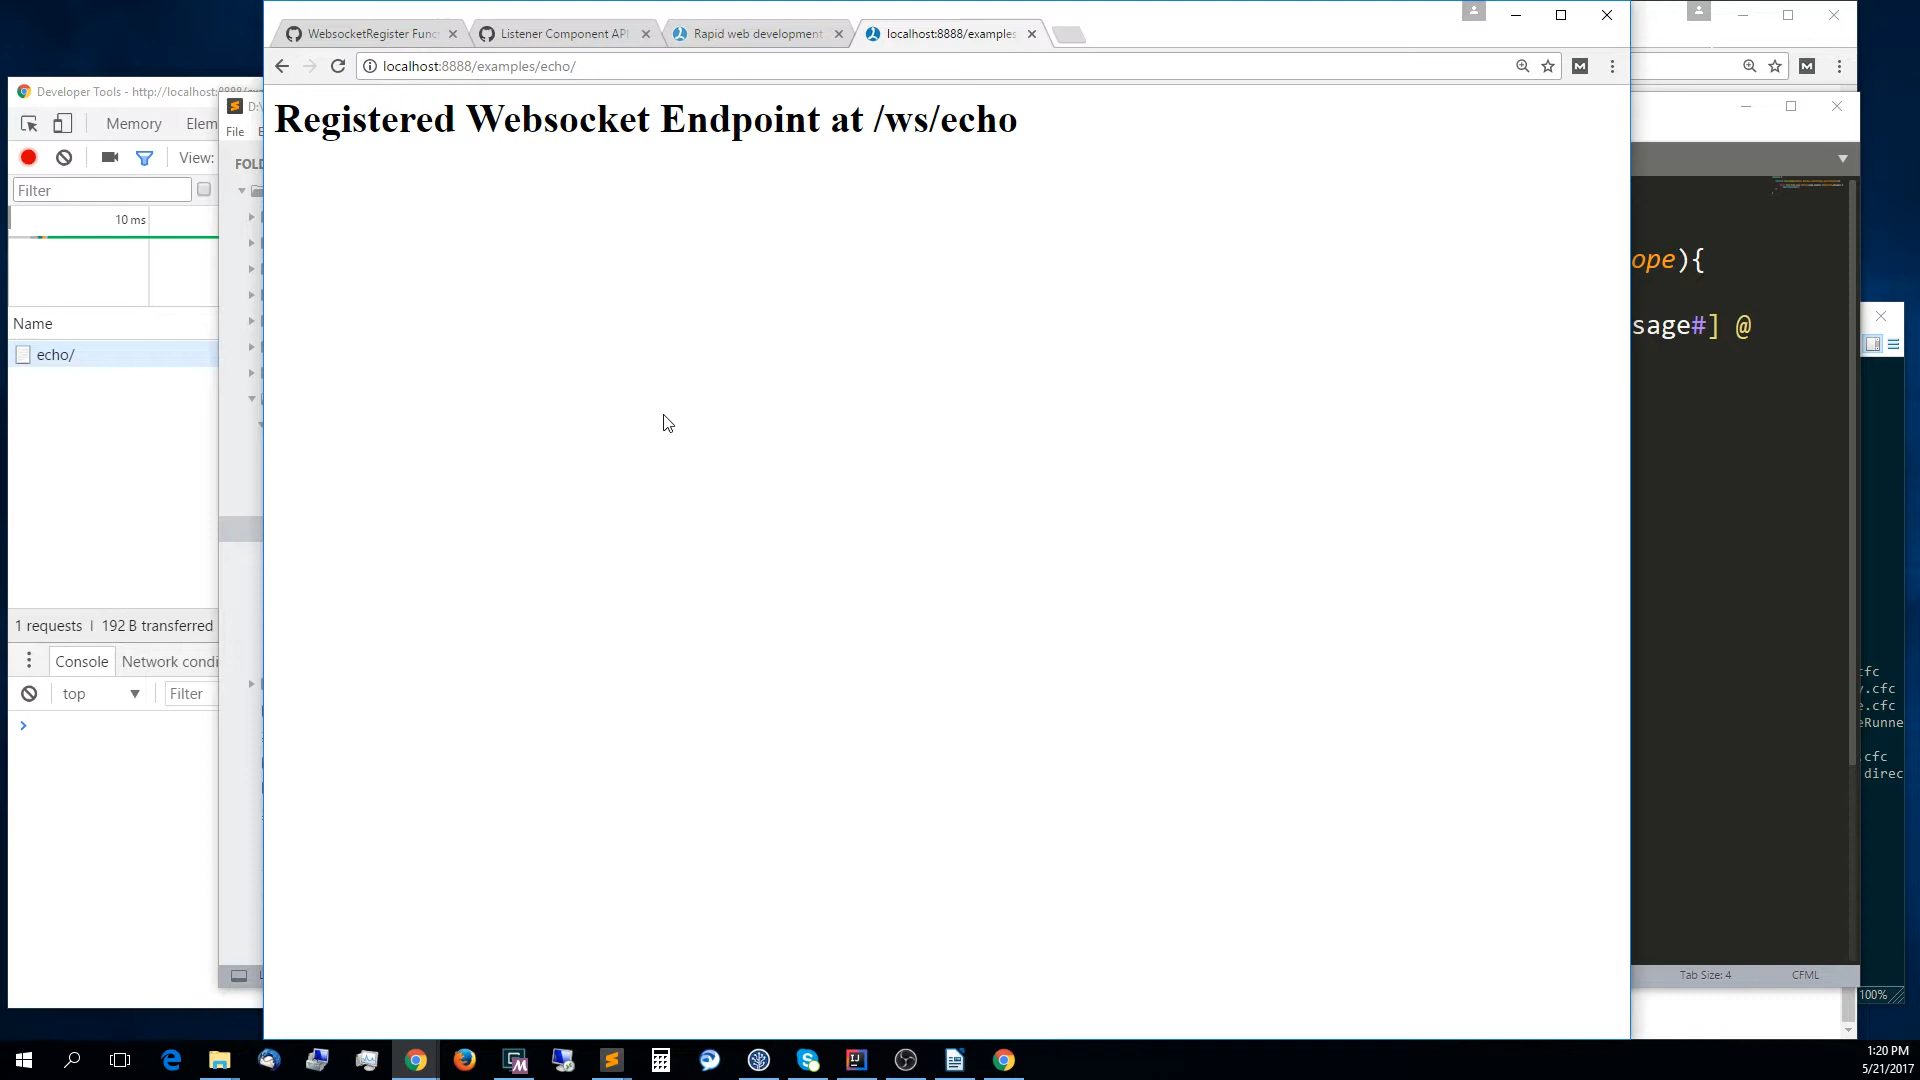 WebsocketRegister Func
Listener Component API
Rapid web development
localhost:8888/examples
localhost:8888/examples/echo/
Registered Websocket Endpoint at /ws/echo
Developer Tools - http://localhost:
Memory
Elem
View:
Filter
10 ms
Name
echo/
1 requests | 192 B transferred
Console
Network condi
top
Filter
D:\
File
FOLD
ope){
sage#] @
Tab Size: 4
CFML
cfc
.cfc
e.cfc
eRunne
.cfc
direc
100%
1:20 PM
5/21/2017